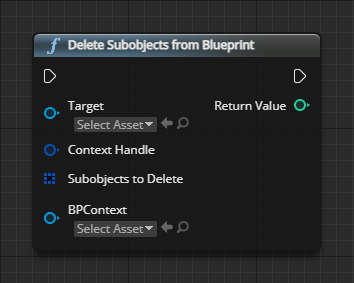 Delete Subobjects from Blueprint
Target
Return Value
Select Asset
Context Handle
Subobjects to Delete
BPContext
Select Asset